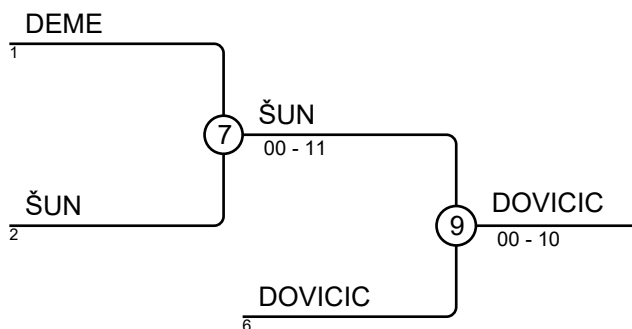 DEME
1
7
ŠUN
00 - 11
ŠUN
2
9
DOVICIC
00 - 10
DOVICIC
6